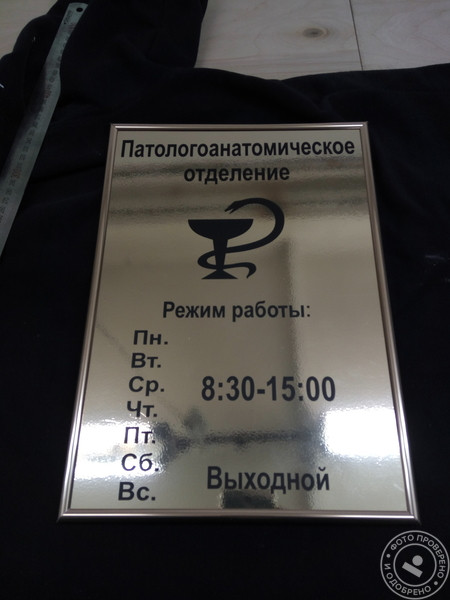 Патологоанатомическое
отделение
Режим работы:
Пн.
Вт.
Ср. 8:30-15:00
Чт.
Пт.
Сб.
Вс. Выходной
ФОТО ПРОВЕРЕНО
И ОДОБРЕНО